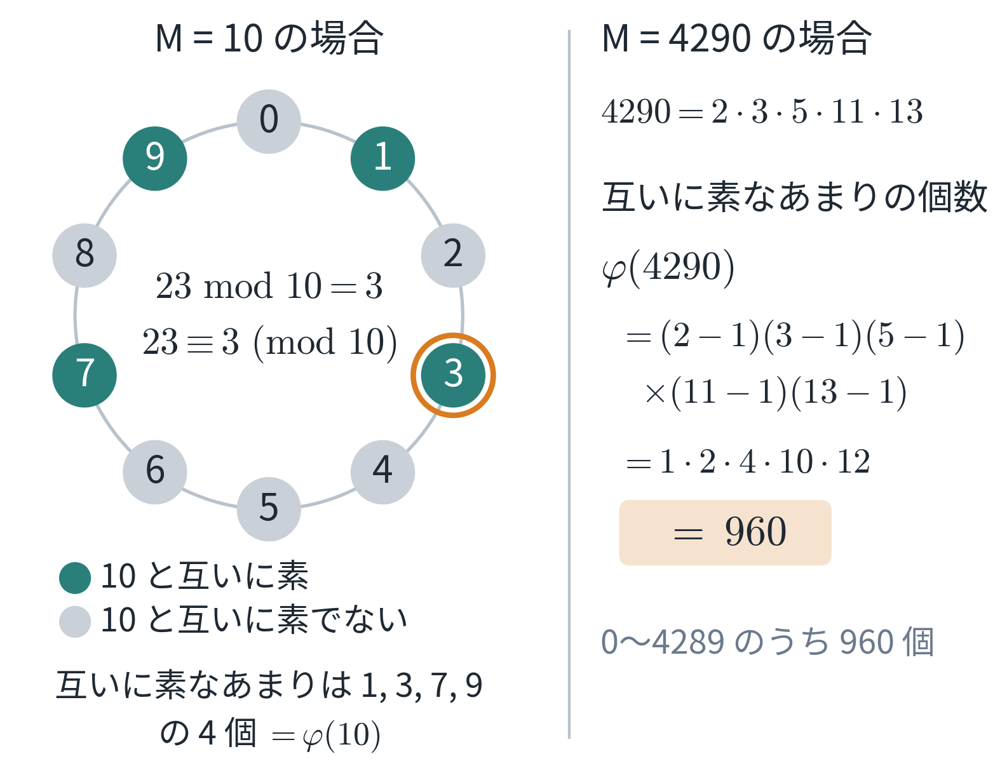 M = 10 の場合
0
1
2
3
4
5
6
7
8
9
23 mod 10 = 3
23 ≡ 3 (mod 10)
10 と互いに素
10 と互いに素でない
互いに素なあまりは 1, 3, 7, 9
の 4 個 = φ(10)
M = 4290 の場合
4290 = 2 · 3 · 5 · 11 · 13
互いに素なあまりの個数
φ(4290)
= (2 − 1)(3 − 1)(5 − 1)
×(11 − 1)(13 − 1)
= 1 · 2 · 4 · 10 · 12
= 960
0〜4289 のうち 960 個